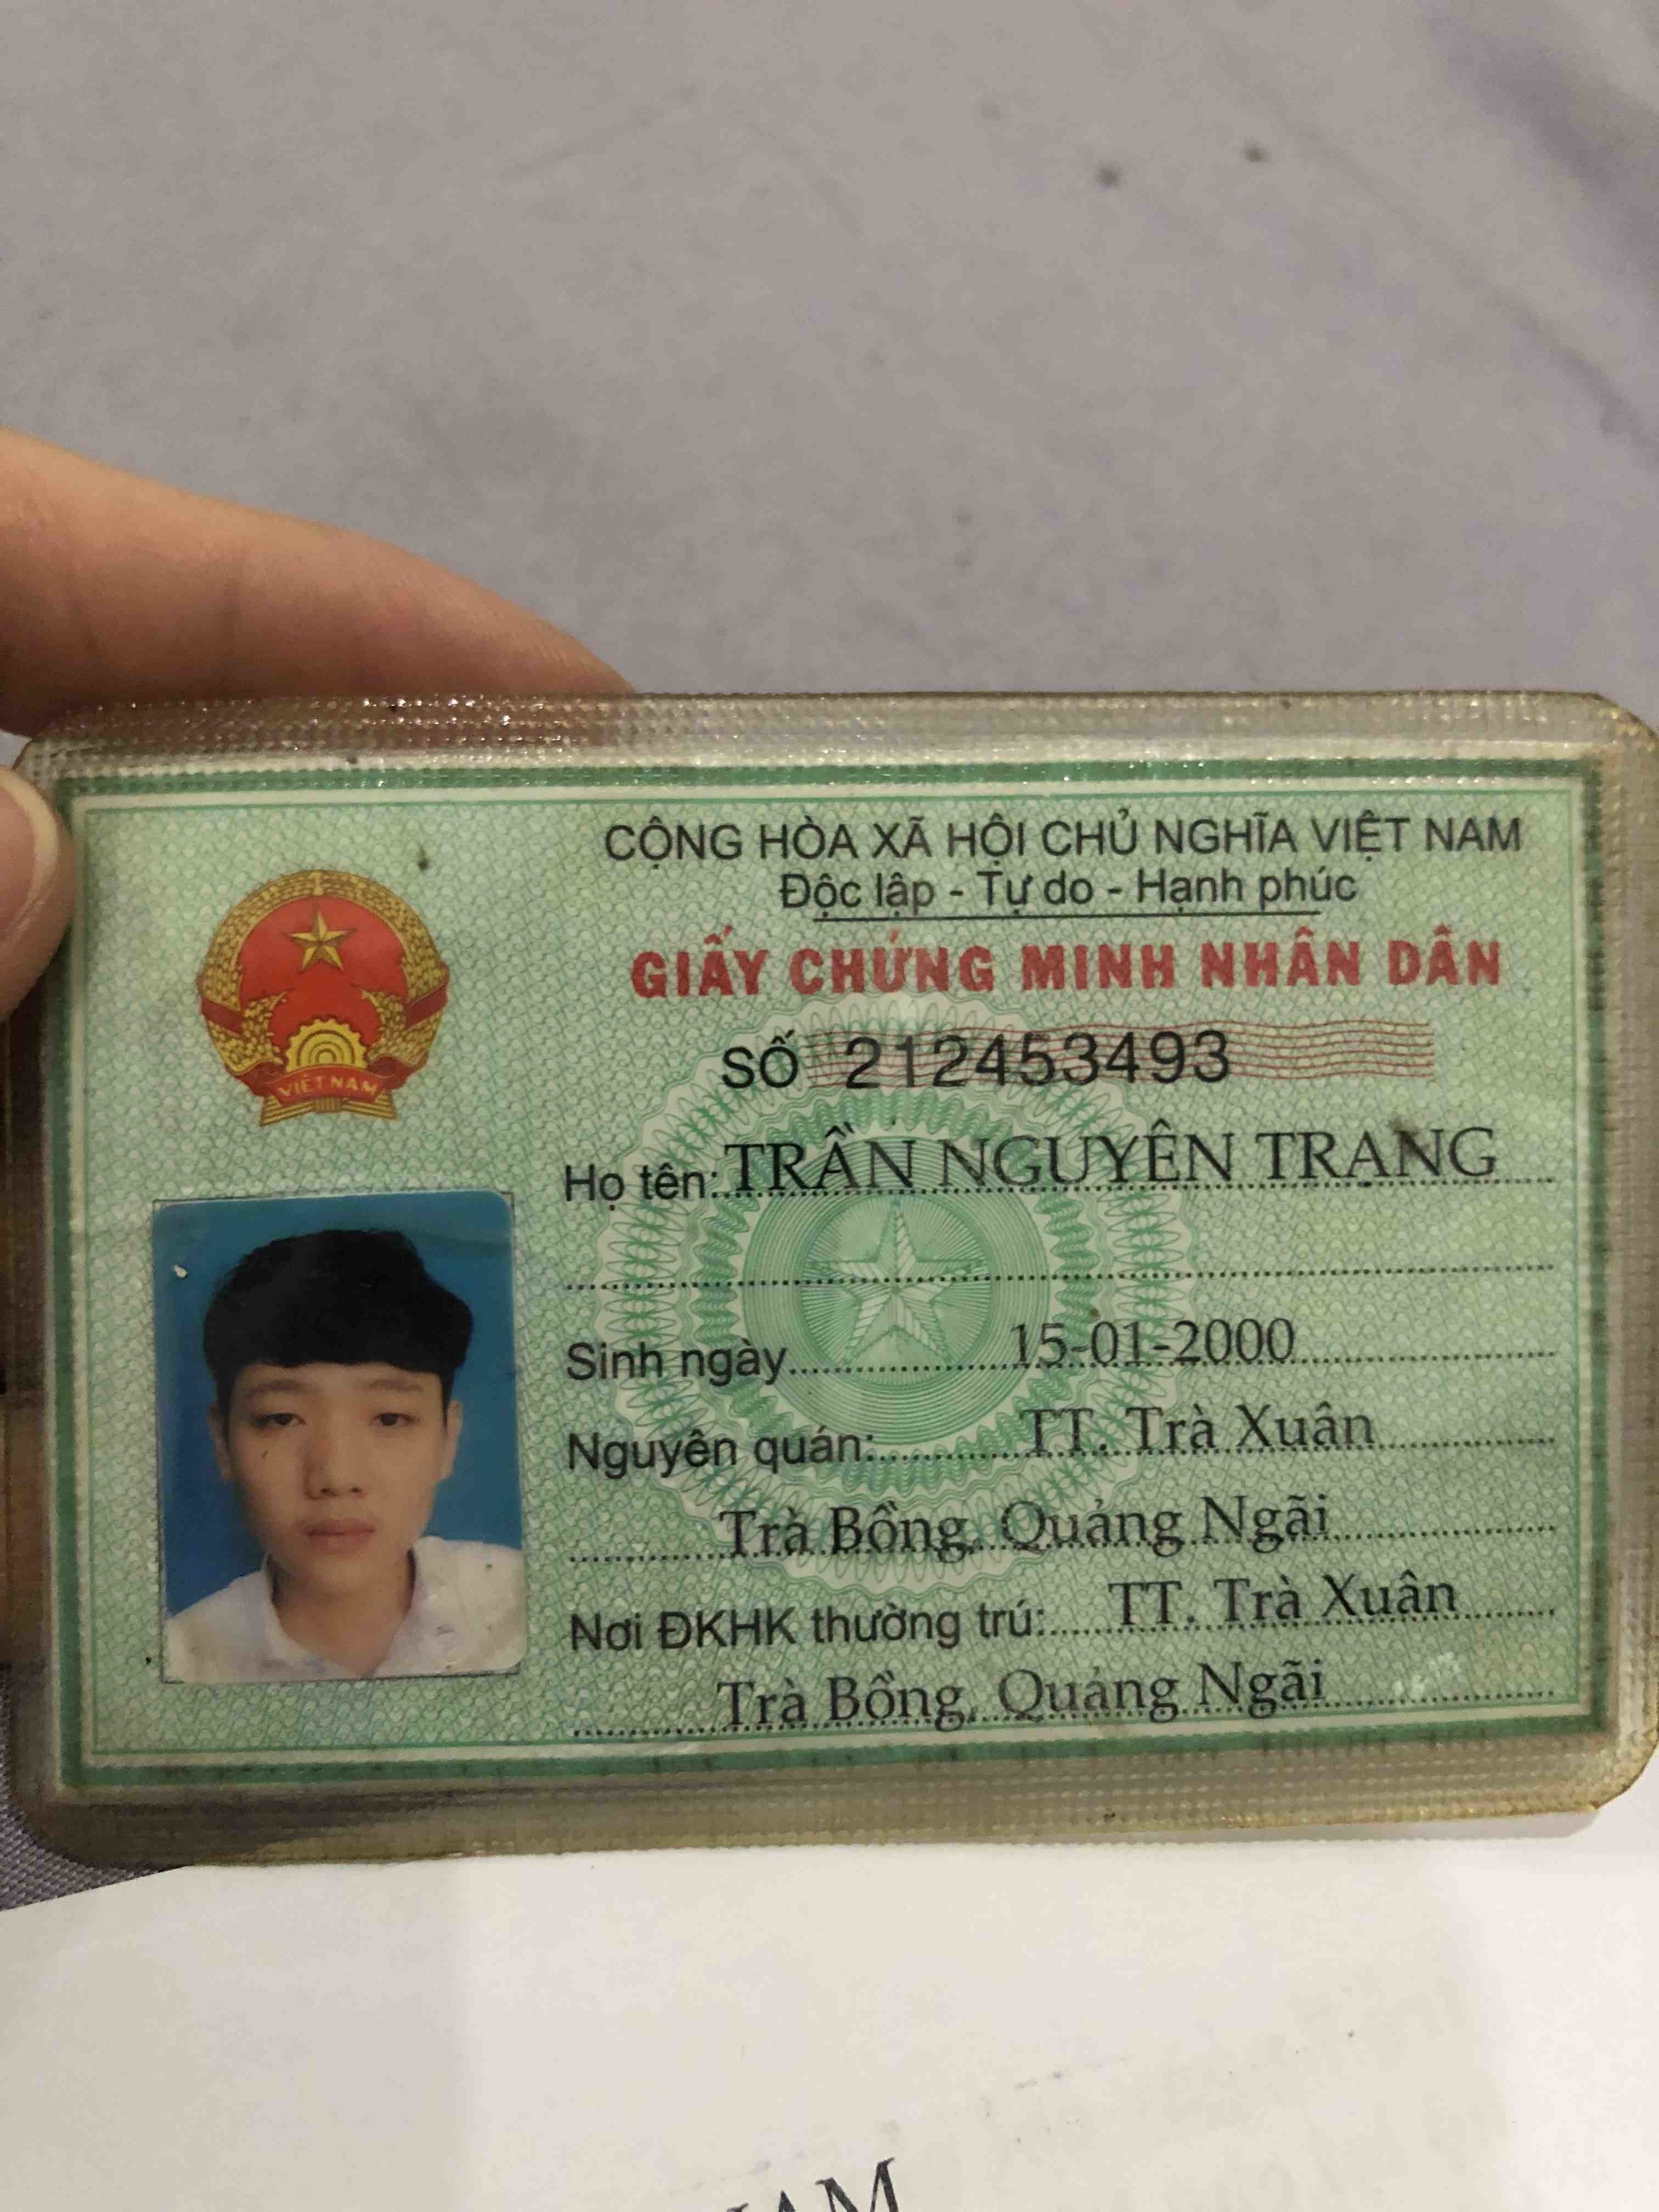 CỘNG HÒA XÃ HỘI CHỦ NGHĨA VIỆT NAM
Độc lập - Tự do - Hạnh phúc
GIẤY CHỨNG MINH NHÂN DÂN
SỐ 212453493
VIỆT NAM
Họ tên: TRẦN NGUYÊN TRANG
Sinh ngày 15-01-2000
Nguyên quán: TT. Trà Xuân
Trà Bồng, Quảng Ngãi
Nơi ĐKHK thường trú: TT. Trà Xuân
Trà Bồng, Quảng Ngãi